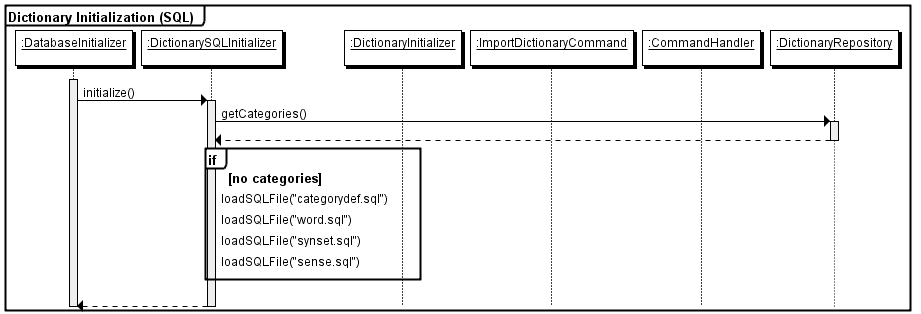 Dictionary Initialization (SQL)
:DatabaseInitializer
:DictionarySQLInitializer
:DictionaryInitializer
:ImportDictionaryCommand
:CommandHandler
:DictionaryRepository
initialize()
getCategories()
if
[no categories]
loadSQLFile("categorydef.sql")
loadSQLFile("word.sql")
loadSQLFile("synset.sql")
loadSQLFile("sense.sql")